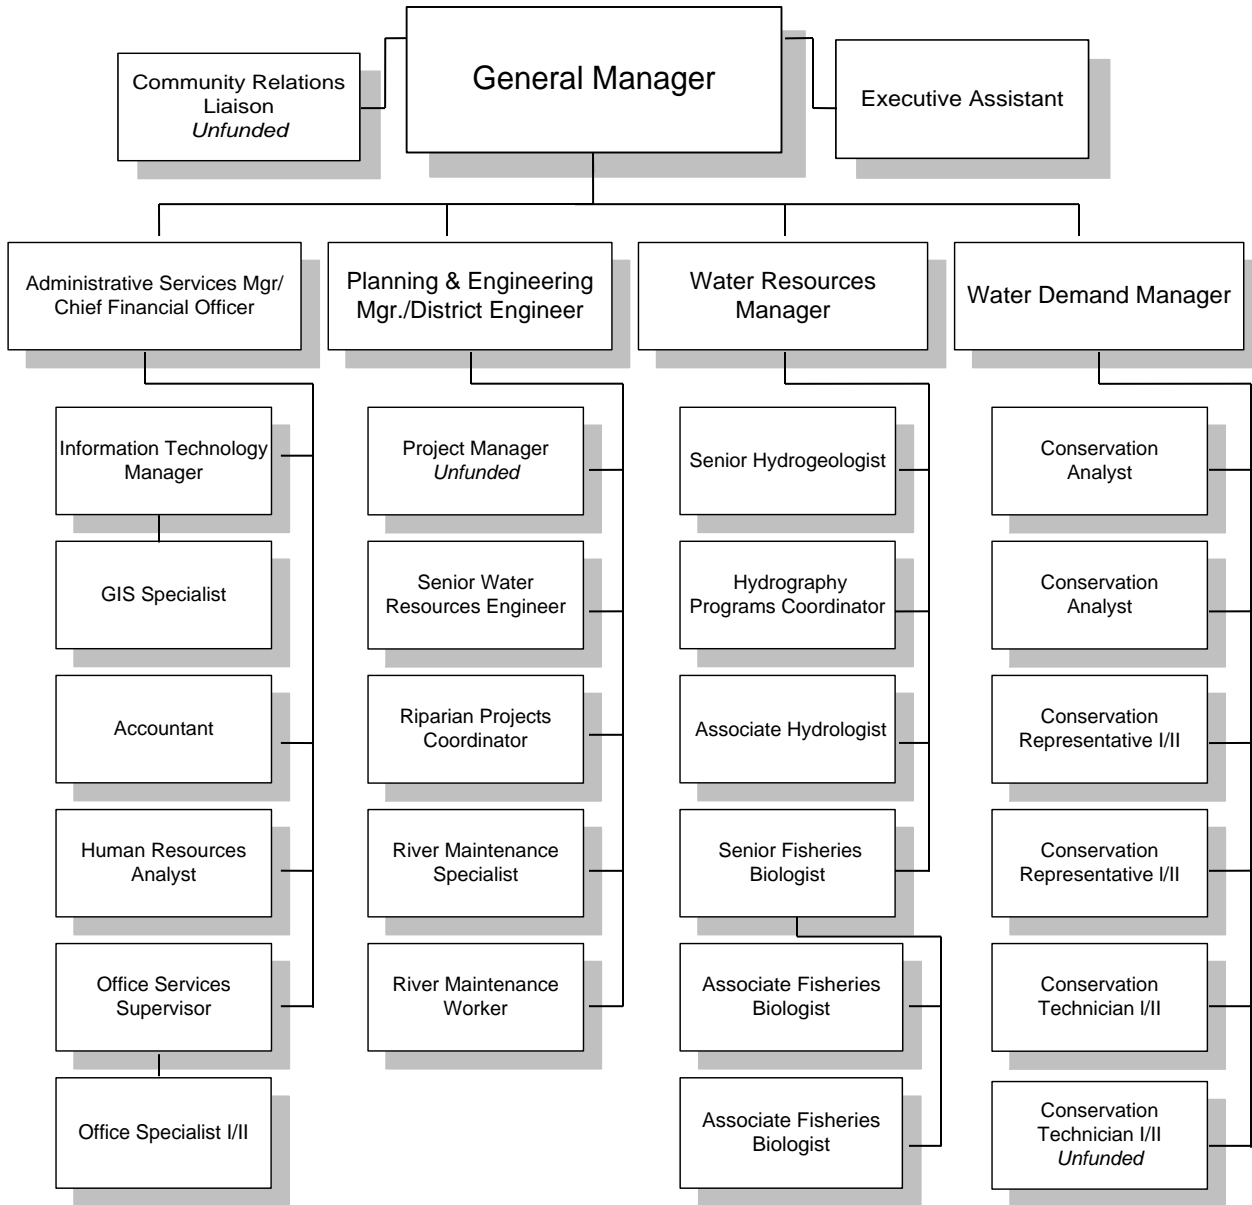 General Manager
Community Relations
Liaison
Unfunded
Executive Assistant
Administrative Services Mgr/
Chief Financial Officer
Planning & Engineering
Mgr./District Engineer
Water Resources
Manager
Water Demand Manager
Information Technology
Manager
GIS Specialist
Accountant
Human Resources
Analyst
Office Services
Supervisor
Office Specialist I/II
Project Manager
Unfunded
Senior Water
Resources Engineer
Riparian Projects
Coordinator
River Maintenance
Specialist
River Maintenance
Worker
Senior Hydrogeologist
Hydrography
Programs Coordinator
Associate Hydrologist
Senior Fisheries
Biologist
Associate Fisheries
Biologist
Associate Fisheries
Biologist
Conservation
Analyst
Conservation
Analyst
Conservation
Representative I/II
Conservation
Representative I/II
Conservation
Technician I/II
Conservation
Technician I/II
Unfunded